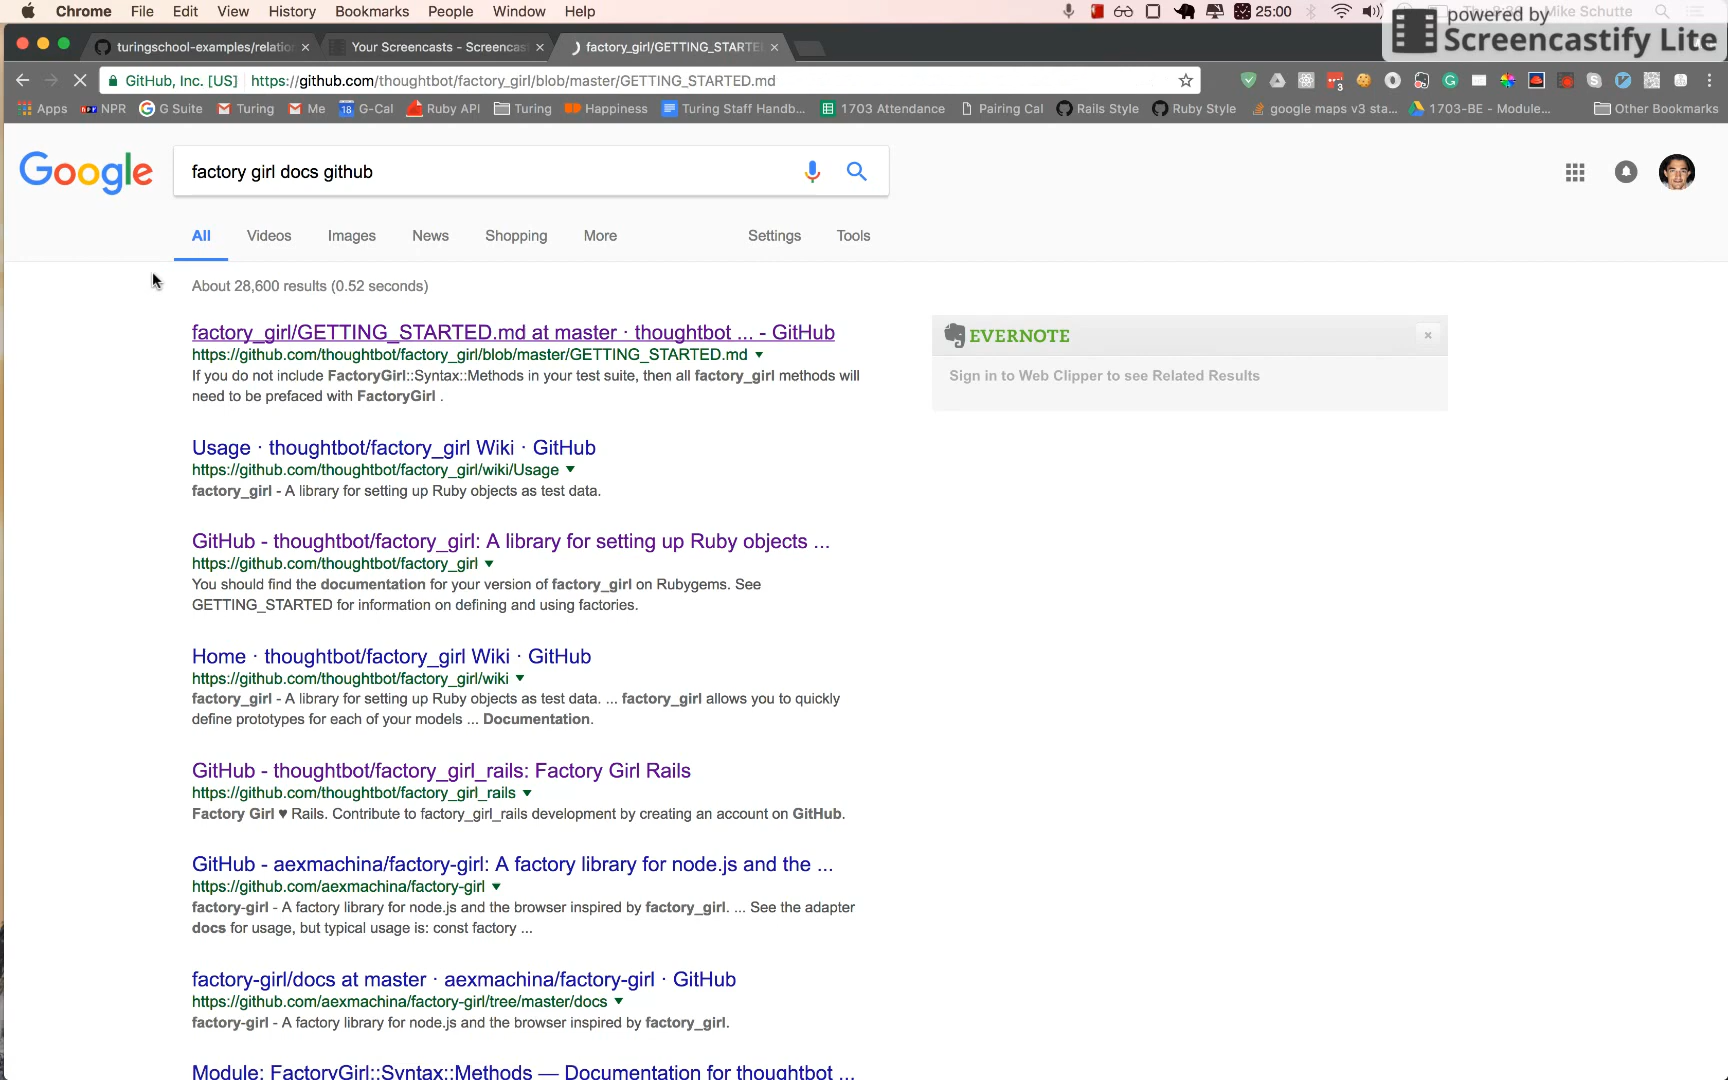 Chrome File Edit View History Bookmarks People Window Help 25:00 Mike Schutte
powered by
Screencastify Lite
turingschool-examples/relatio × Your Screencasts - Screencas × factory_girl/GETTING_STARTE ×
GitHub, Inc. [US] https://github.com/thoughtbot/factory_girl/blob/master/GETTING_STARTED.md
Apps NPR G Suite Turing Me G-Cal Ruby API Turing Happiness Turing Staff Handb... 1703 Attendance Pairing Cal Rails Style Ruby Style google maps v3 sta... 1703-BE - Module... Other Bookmarks
Google factory girl docs github
All Videos Images News Shopping More Settings Tools
About 28,600 results (0.52 seconds)
factory_girl/GETTING_STARTED.md at master · thoughtbot ... - GitHub
https://github.com/thoughtbot/factory_girl/blob/master/GETTING_STARTED.md
If you do not include FactoryGirl::Syntax::Methods in your test suite, then all factory_girl methods will
need to be prefaced with FactoryGirl .
EVERNOTE
Sign in to Web Clipper to see Related Results
Usage · thoughtbot/factory_girl Wiki · GitHub
https://github.com/thoughtbot/factory_girl/wiki/Usage
factory_girl - A library for setting up Ruby objects as test data.
GitHub - thoughtbot/factory_girl: A library for setting up Ruby objects ...
https://github.com/thoughtbot/factory_girl
You should find the documentation for your version of factory_girl on Rubygems. See
GETTING_STARTED for information on defining and using factories.
Home · thoughtbot/factory_girl Wiki · GitHub
https://github.com/thoughtbot/factory_girl/wiki
factory_girl - A library for setting up Ruby objects as test data. ... factory_girl allows you to quickly
define prototypes for each of your models ... Documentation.
GitHub - thoughtbot/factory_girl_rails: Factory Girl Rails
https://github.com/thoughtbot/factory_girl_rails
Factory Girl ♥ Rails. Contribute to factory_girl_rails development by creating an account on GitHub.
GitHub - aexmachina/factory-girl: A factory library for node.js and the ...
https://github.com/aexmachina/factory-girl
factory-girl - A factory library for node.js and the browser inspired by factory_girl. ... See the adapter
docs for usage, but typical usage is: const factory ...
factory-girl/docs at master · aexmachina/factory-girl · GitHub
https://github.com/aexmachina/factory-girl/tree/master/docs
factory-girl - A factory library for node.js and the browser inspired by factory_girl.
Module: FactoryGirl::Syntax::Methods — Documentation for thoughtbot ...